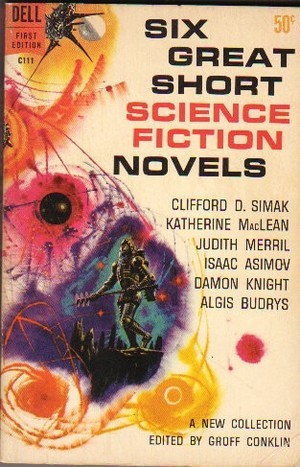 DELL
FIRST
EDITION
C111
50¢
SIX
GREAT
SHORT
SCIENCE
FICTION
NOVELS
CLIFFORD D. SIMAK
KATHERINE MacLEAN
JUDITH MERRIL
ISAAC ASIMOV
DAMON KNIGHT
ALGIS BUDRYS
A NEW COLLECTION
EDITED BY GROFF CONKLIN